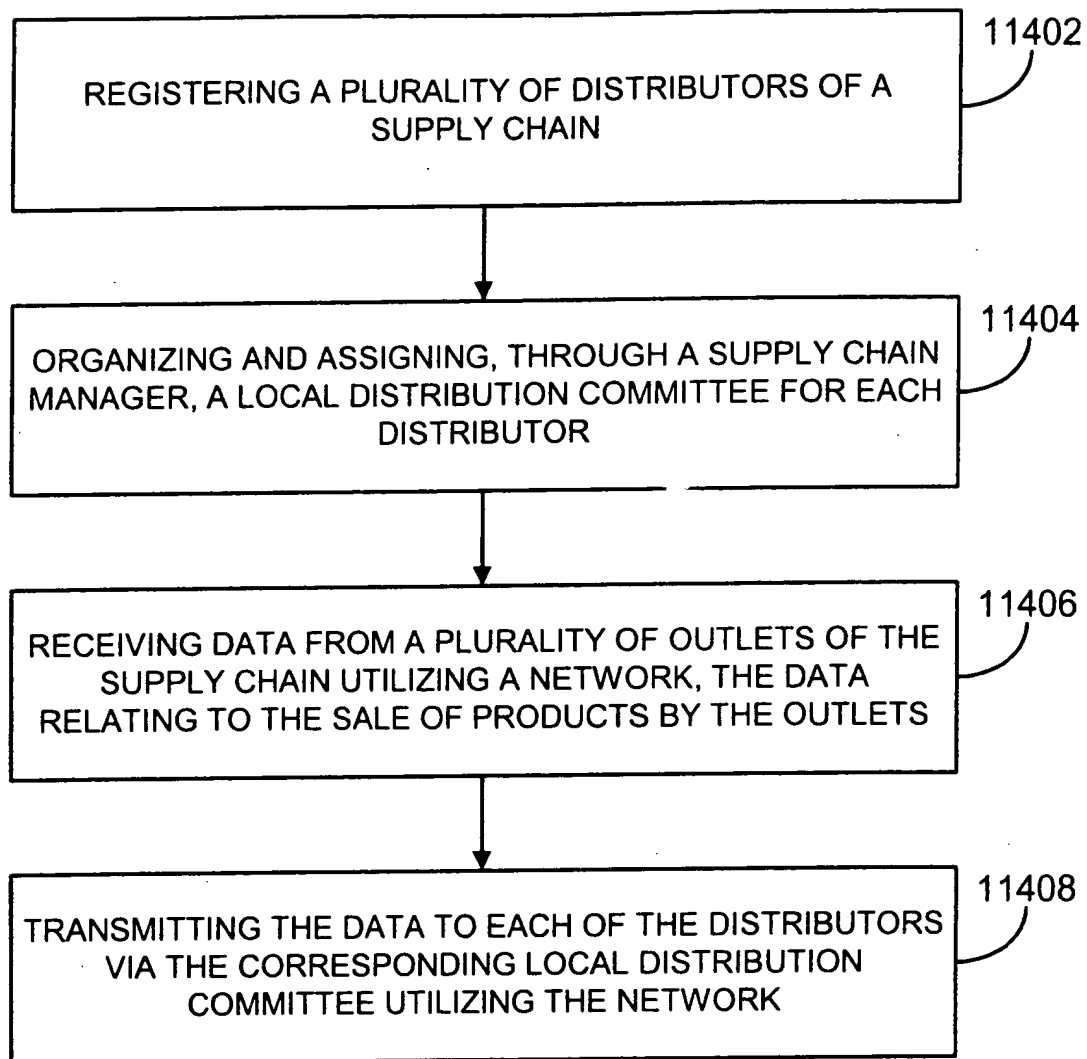 11402
REGISTERING A PLURALITY OF DISTRIBUTORS OF A
SUPPLY CHAIN
11404
ORGANIZING AND ASSIGNING, THROUGH A SUPPLY CHAIN
MANAGER, A LOCAL DISTRIBUTION COMMITTEE FOR EACH
DISTRIBUTOR
11406
RECEIVING DATA FROM A PLURALITY OF OUTLETS OF THE
SUPPLY CHAIN UTILIZING A NETWORK, THE DATA
RELATING TO THE SALE OF PRODUCTS BY THE OUTLETS
11408
TRANSMITTING THE DATA TO EACH OF THE DISTRIBUTORS
VIA THE CORRESPONDING LOCAL DISTRIBUTION
COMMITTEE UTILIZING THE NETWORK